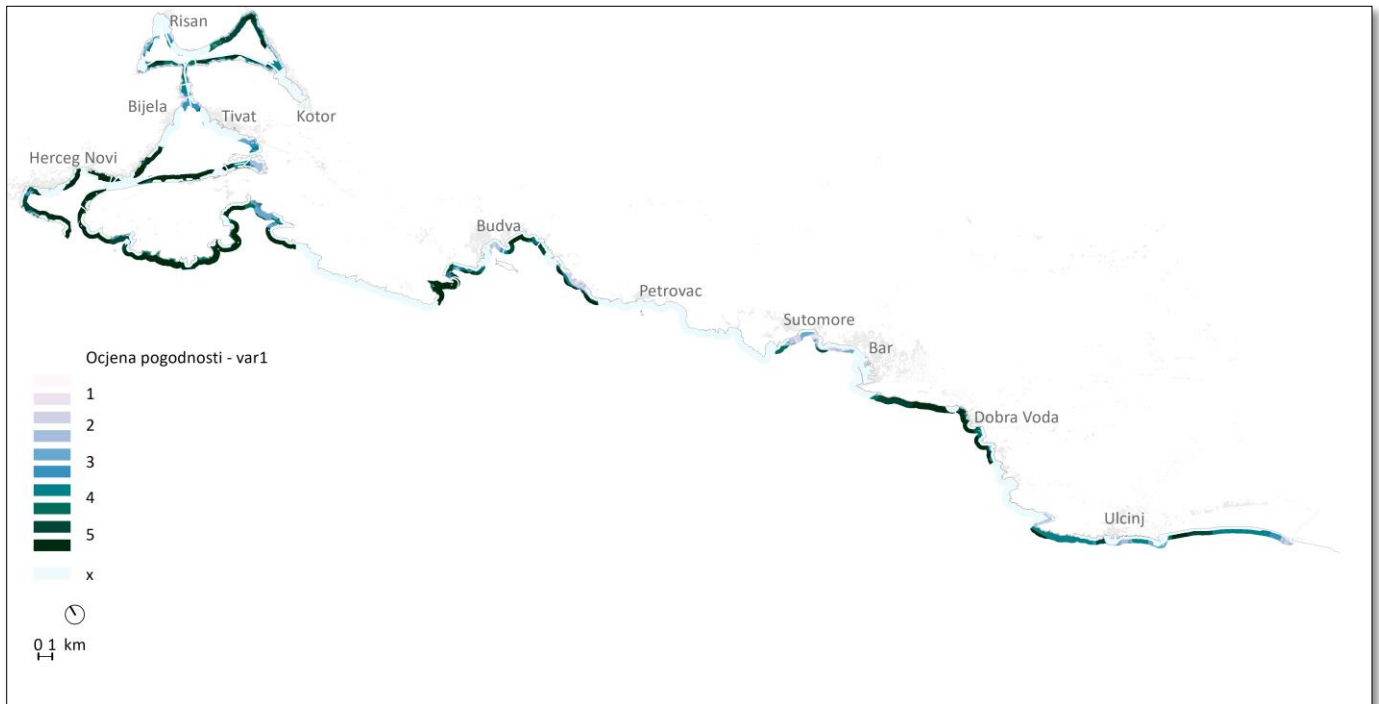 Risan
Bijela
Tivat
Kotor
Herceg Novi
Budva
Petrovac
Sutomore
Bar
Dobra Voda
Ulcinj
Ocjena pogodnosti - var1
1
2
3
4
5
x
0 1 km